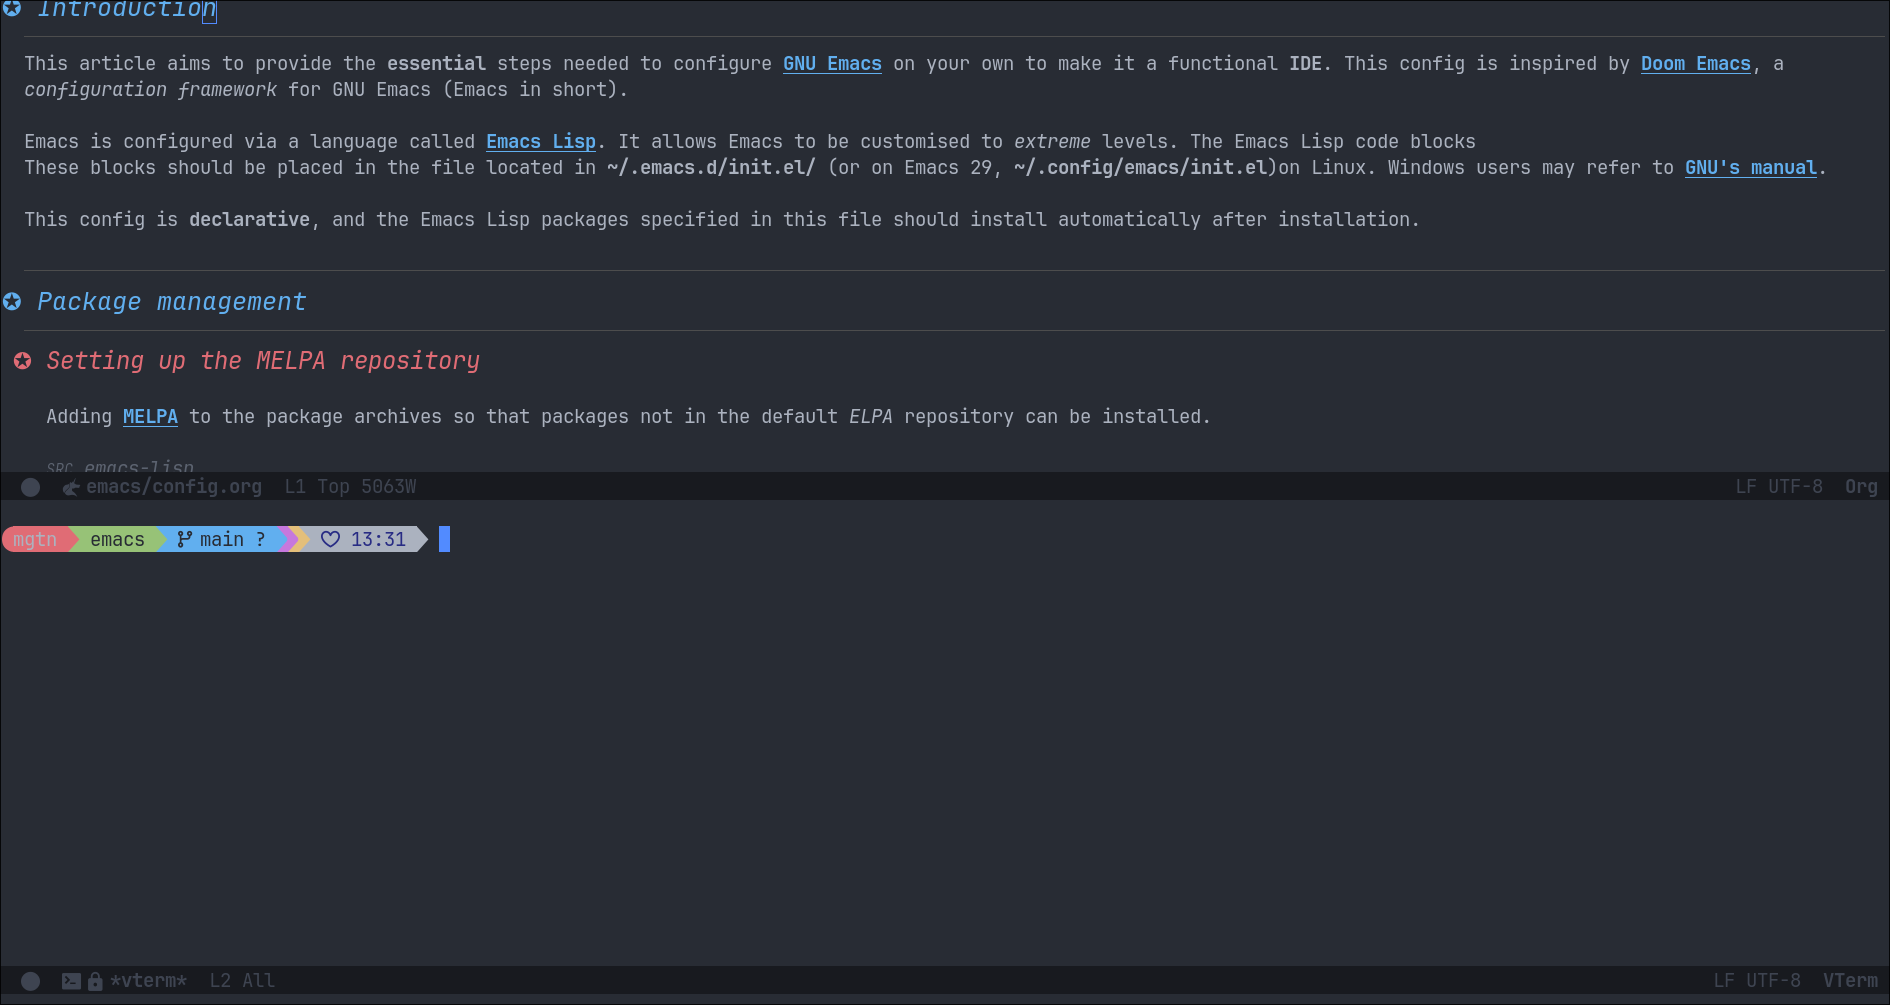 Introduction
This article aims to provide the essential steps needed to configure GNU Emacs on your own to make it a functional IDE. This config is inspired by Doom Emacs, a
configuration framework for GNU Emacs (Emacs in short).
Emacs is configured via a language called Emacs Lisp. It allows Emacs to be customised to extreme levels. The Emacs Lisp code blocks
These blocks should be placed in the file located in ~/.emacs.d/init.el/ (or on Emacs 29, ~/.config/emacs/init.el)on Linux. Windows users may refer to GNU's manual.
This config is declarative, and the Emacs Lisp packages specified in this file should install automatically after installation.
Package management
Setting up the MELPA repository
Adding MELPA to the package archives so that packages not in the default ELPA repository can be installed.
SRC emacs-lisp
emacs/config.org L1 Top 5063W LF UTF-8 Org
mgtn emacs main ? 13:31
*vterm* L2 All LF UTF-8 VTerm